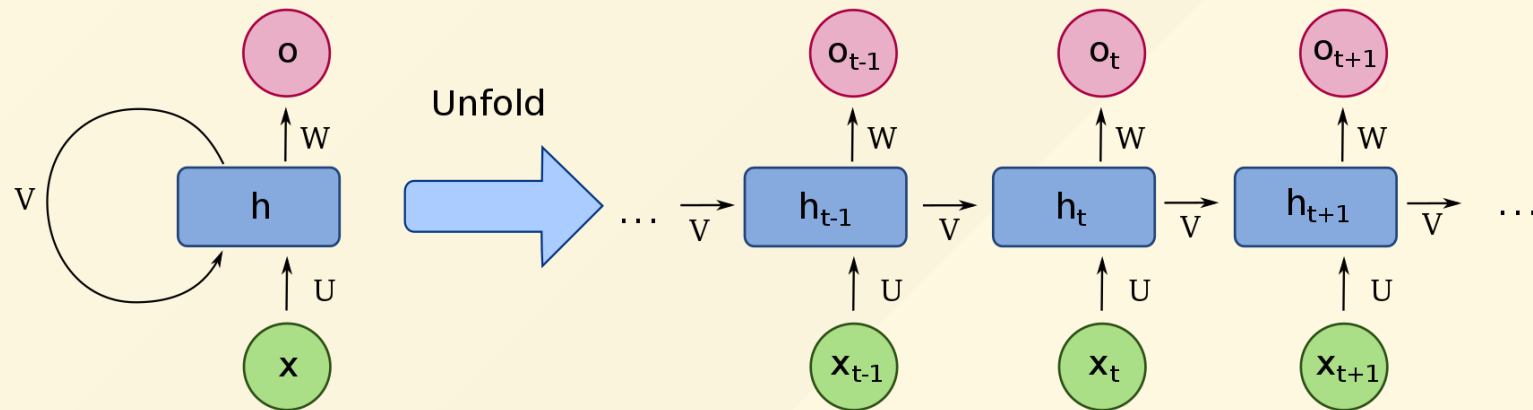 o
W
V
h
U
x
Unfold
o_{t-1} o_t o_{t+1}
W W W
... V h_{t-1} V h_t V h_{t+1} V ...
U U U
x_{t-1} x_t x_{t+1}